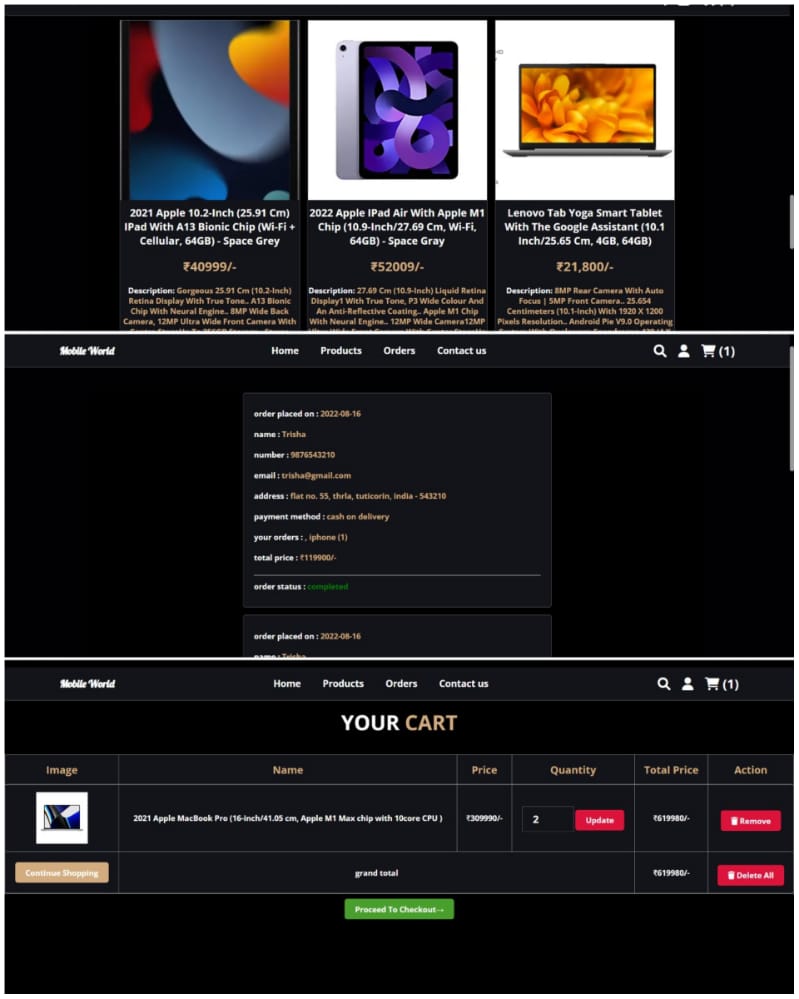 2021 Apple 10.2-Inch (25.91 Cm)
IPad With A13 Bionic Chip (Wi-Fi +
Cellular, 64GB) - Space Grey
₹40999/-
Description: Gorgeous 25.91 Cm (10.2-Inch)
Retina Display With True Tone.. A13 Bionic
Chip With Neural Engine.. 8MP Wide Back
Camera, 12MP Ultra Wide Front Camera With
2022 Apple IPad Air With Apple M1
Chip (10.9-Inch/27.69 Cm, Wi-Fi,
64GB) - Space Gray
₹52009/-
Description: 27.69 Cm (10.9-Inch) Liquid Retina
Display1 With True Tone, P3 Wide Colour And
An Anti-Reflective Coating.. Apple M1 Chip
With Neural Engine.. 12MP Wide Camera12MP
Lenovo Tab Yoga Smart Tablet
With The Google Assistant (10.1
Inch/25.65 Cm, 4GB, 64GB)
₹21,800/-
Description: 8MP Rear Camera With Auto
Focus | 5MP Front Camera.. 25.654
Centimeters (10.1-Inch) With 1920 X 1200
Pixels Resolution.. Android Pie V9.0 Operating
Mobile World Home Products Orders Contact us (1)
order placed on : 2022-08-16
name : Trisha
number : 9876543210
email : trisha@gmail.com
address : flat no. 55, thrla, tuticorin, india - 543210
payment method : cash on delivery
your orders : , iphone (1)
total price : ₹119900/-
order status : completed
order placed on : 2022-08-16
name : Trisha
Mobile World Home Products Orders Contact us (1)
YOUR CART
Image Name Price Quantity Total Price Action
2021 Apple MacBook Pro (16-inch/41.05 cm, Apple M1 Max chip with 10core CPU ) ₹309990/- 2 Update ₹619980/- Remove
Continue Shopping grand total ₹619980/- Delete All
Proceed To Checkout→